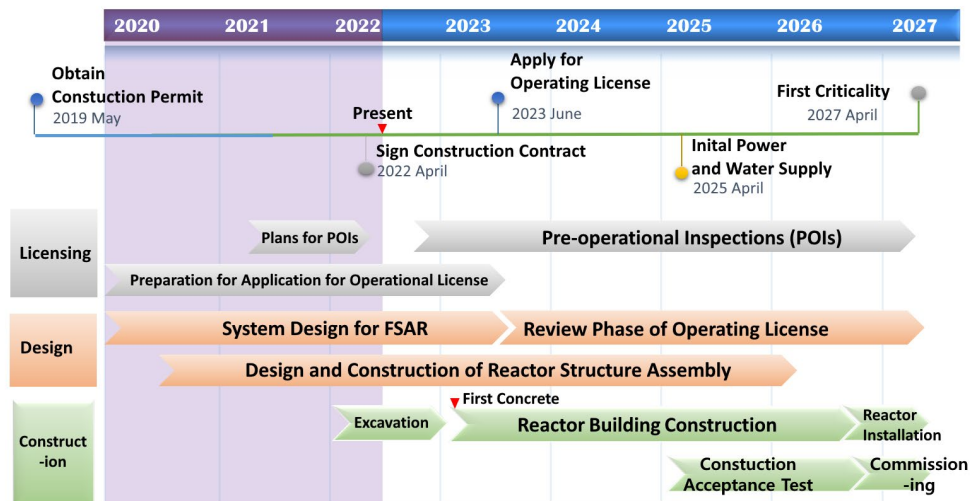 2020 2021 2022 2023 2024 2025 2026 2027
Obtain
Constuction Permit
2019 May
Present
Apply for
Operating License
2023 June
First Criticality
2027 April
Sign Construction Contract
2022 April
Inital Power
and Water Supply
2025 April
Licensing
Plans for POIs
Pre-operational Inspections (POIs)
Preparation for Application for Operational License
Design
System Design for FSAR
Review Phase of Operating License
Design and Construction of Reactor Structure Assembly
Construct
-ion
Excavation
First Concrete
Reactor Building Construction
Reactor
Installation
Constuction
Acceptance Test
Commission
-ing